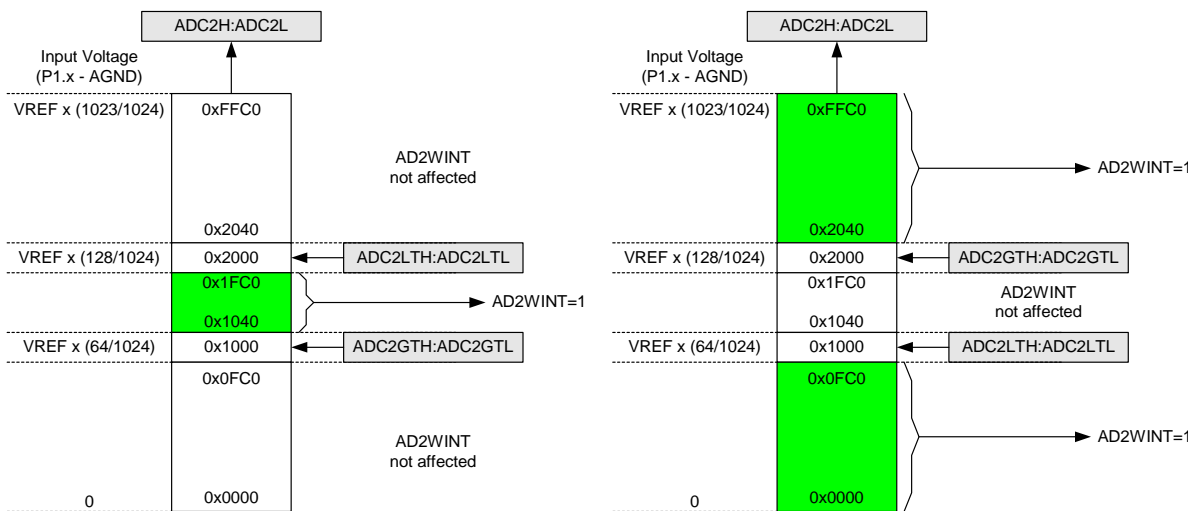 ADC2H:ADC2L
Input Voltage
(P1.x - AGND)
VREF x (1023/1024)
0xFFC0
AD2WINT
not affected
0x2040
VREF x (128/1024)
0x2000
ADC2LTH:ADC2LTL
0x1FC0
AD2WINT=1
0x1040
VREF x (64/1024)
0x1000
ADC2GTH:ADC2GTL
0x0FC0
AD2WINT
not affected
0
0x0000
ADC2H:ADC2L
Input Voltage
(P1.x - AGND)
VREF x (1023/1024)
0xFFC0
AD2WINT=1
0x2040
VREF x (128/1024)
0x2000
ADC2GTH:ADC2GTL
0x1FC0
AD2WINT
not affected
0x1040
VREF x (64/1024)
0x1000
ADC2LTH:ADC2LTL
0x0FC0
AD2WINT=1
0
0x0000